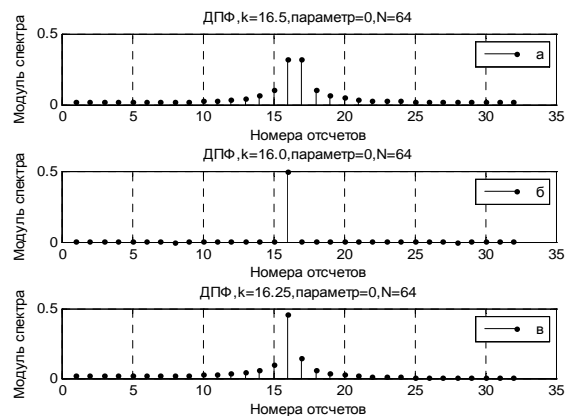 ДПФ,k=16.5,параметр=0,N=64
Модуль спектра
0.5
0
а
0 5 10 15 20 25 30 35
Номера отсчетов
ДПФ,k=16.0,параметр=0,N=64
Модуль спектра
0.5
0
б
0 5 10 15 20 25 30 35
Номера отсчетов
ДПФ,k=16.25,параметр=0,N=64
Модуль спектра
0.5
0
в
0 5 10 15 20 25 30 35
Номера отсчетов